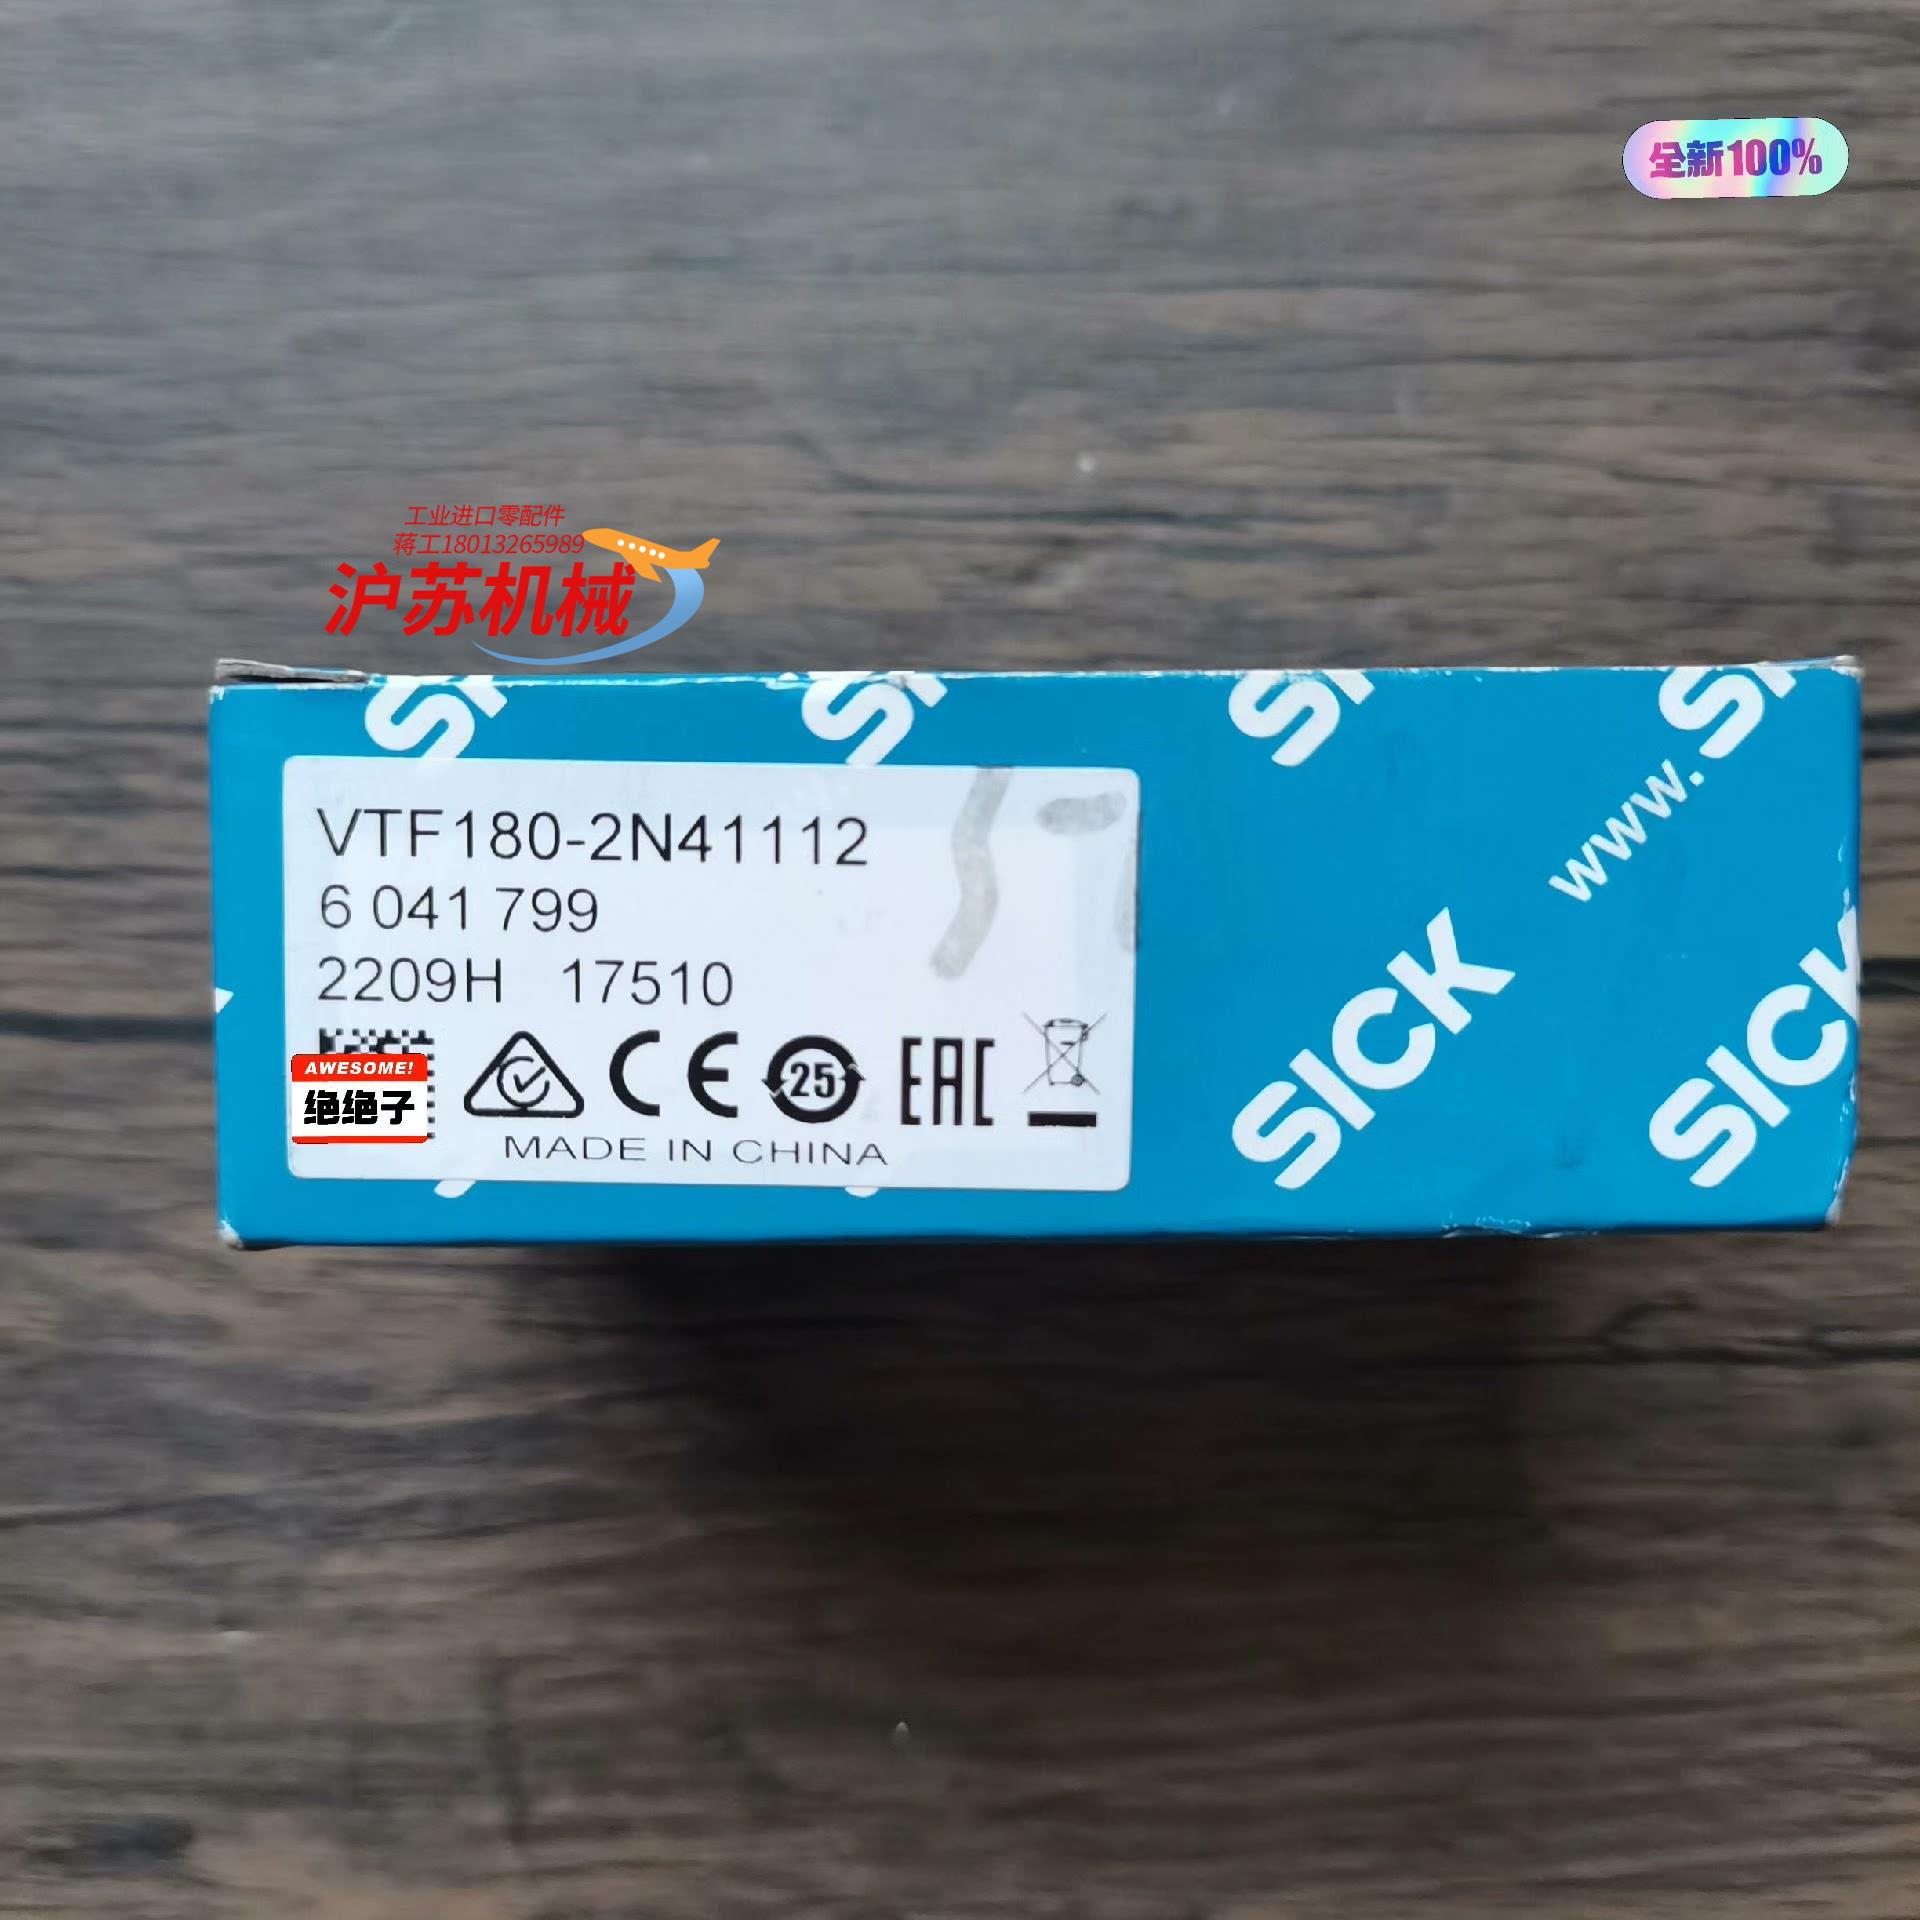 全新100%
工业进口零配件
蒋工18013265989
沪苏机械
VTF180-2N41112
6 041 799
2209H 17510
AWESOME!
绝绝子
CE
25
EAC
MADE IN CHINA
www.
SICK
SICK